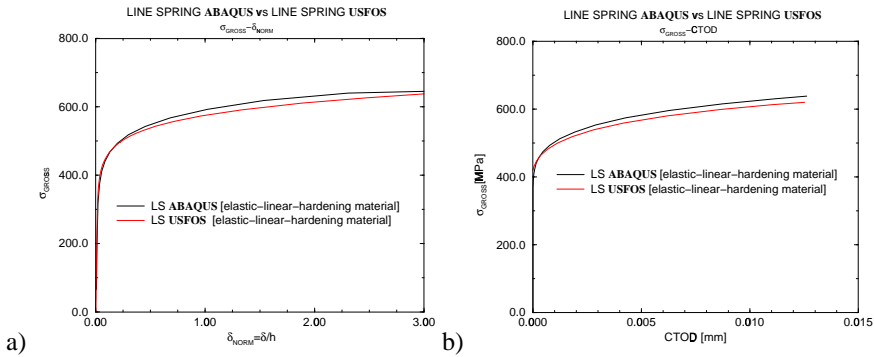 LINE SPRING ABAQUS vs LINE SPRING USFOS
σGROSS−δNORM
800.0
600.0
400.0
200.0
0.0
σGROSS
LS ABAQUS [elastic−linear−hardening material]
LS USFOS [elastic−linear−hardening material]
0.00
1.00
2.00
3.00
δNORM=δ/h
a)
LINE SPRING ABAQUS vs LINE SPRING USFOS
σGROSS−CTOD
800.0
600.0
400.0
200.0
0.0
σGROSS[MPa]
LS ABAQUS [elastic−linear−hardening material]
LS USFOS [elastic−linear−hardening material]
0.000
0.005
0.010
0.015
CTOD [mm]
b)